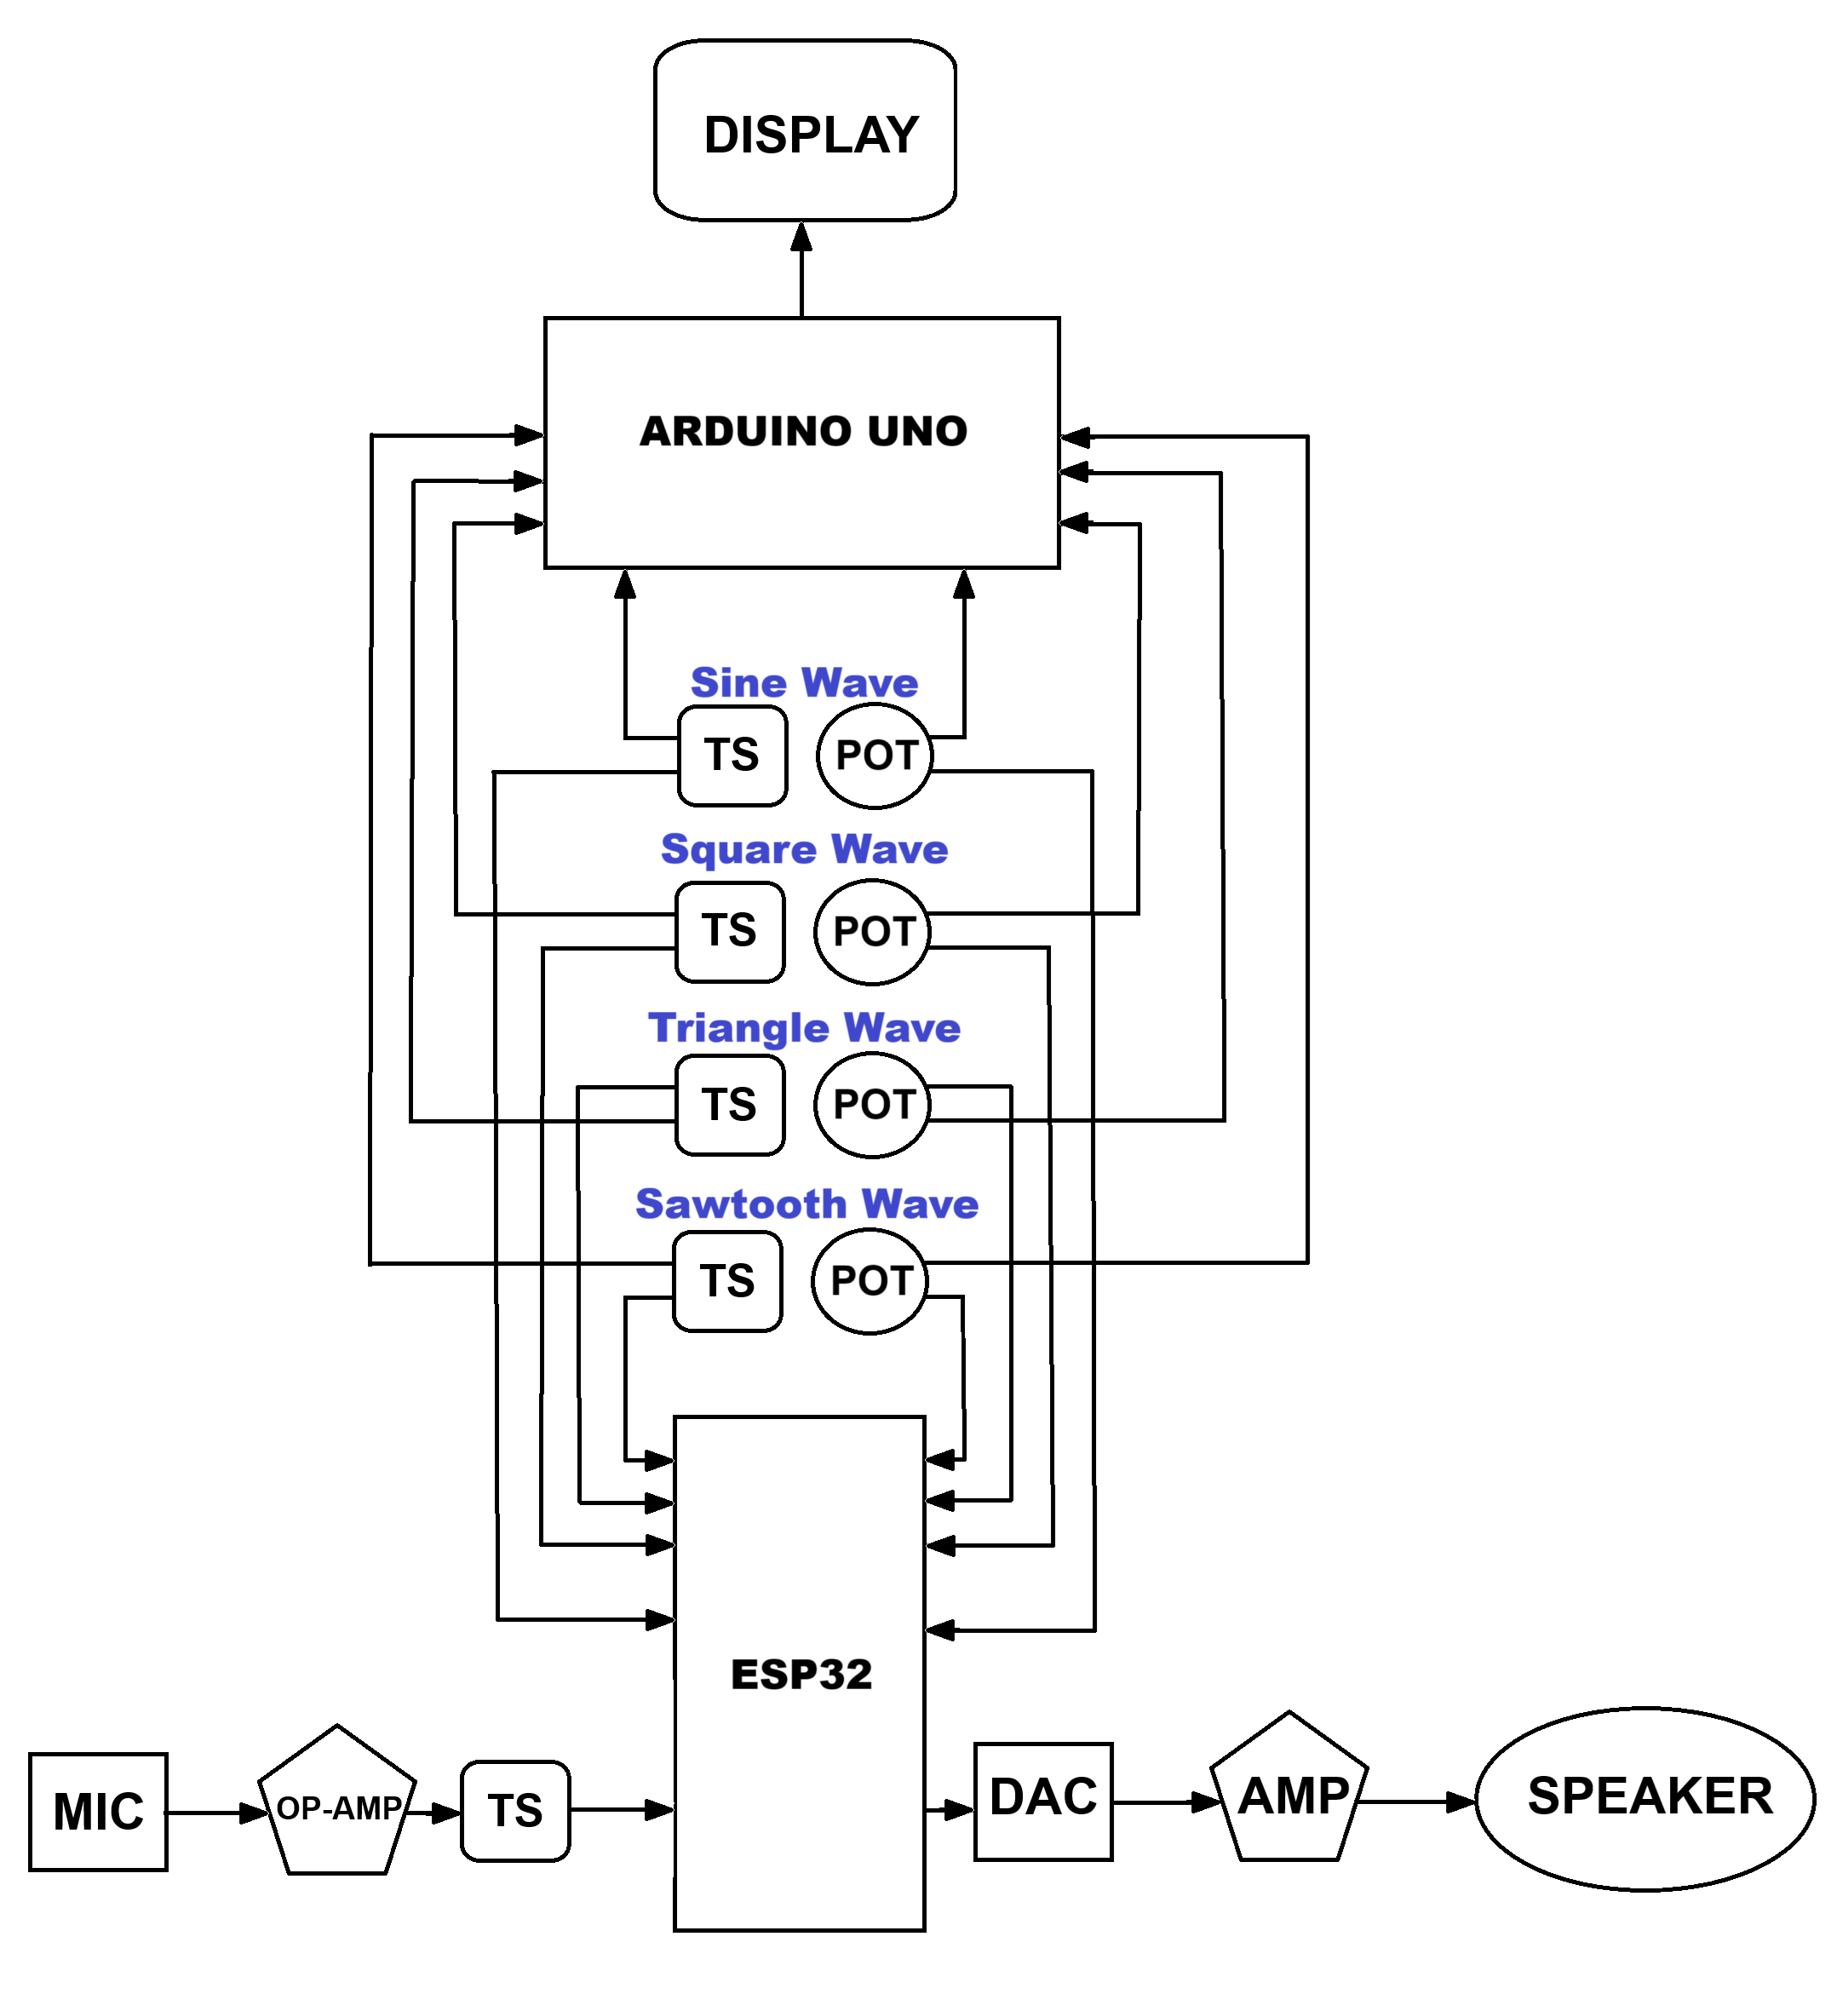 DISPLAY
ARDUINO UNO
Sine Wave
TS POT
Square Wave
TS POT
Triangle Wave
TS POT
Sawtooth Wave
TS POT
ESP32
MIC OP-AMP TS DAC AMP SPEAKER